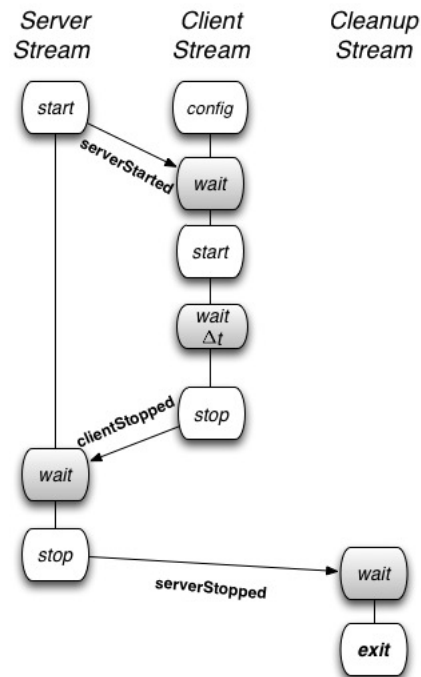 Server
Stream
Client
Stream
Cleanup
Stream
start
config
serverStarted
wait
start
wait
Δt
clientStopped
stop
wait
stop
serverStopped
wait
exit